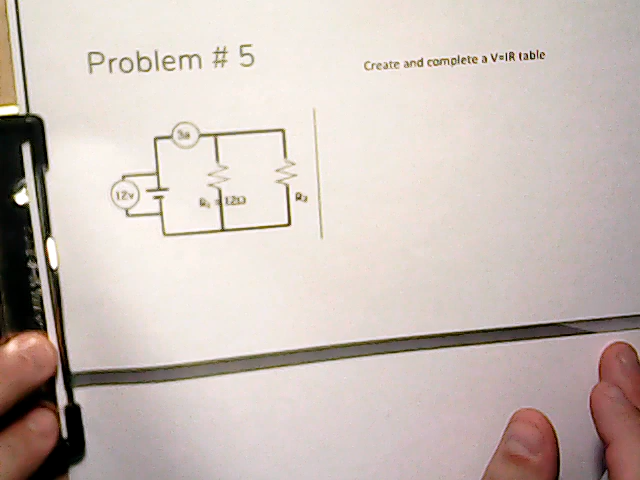 Problem # 5
Create and complete a V=IR table
3a
12v
R₁ = 12Ω
R₂